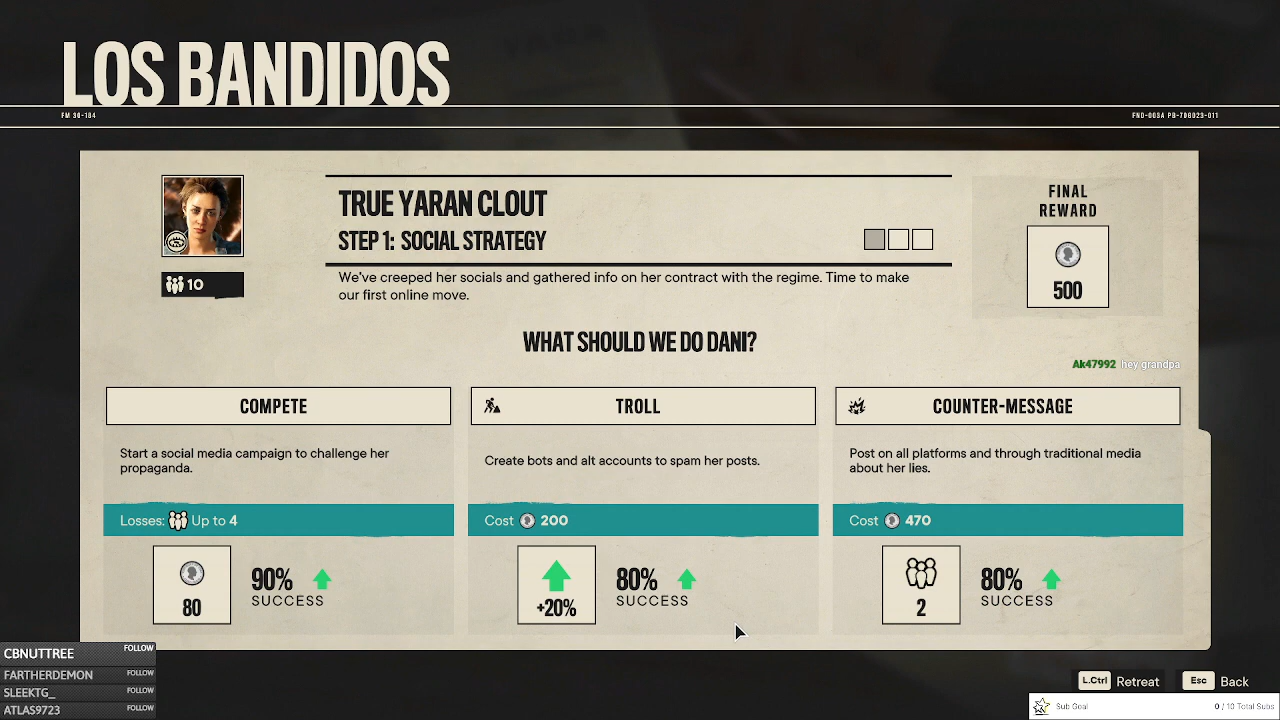 LOS BANDIDOS
FM 30-184
FND-003A PD-706023-011
TRUE YARAN CLOUT
STEP 1: SOCIAL STRATEGY
We've creeped her socials and gathered info on her contract with the regime. Time to
our first online move.
10
FINAL
REWARD
500
WHAT SHOULD WE DO DANI?
Ak47992 hey grandpa
COMPETE
Start a social media campaign to challenge her
propaganda.
Losses: Up to 4
80
90%
SUCCESS
TROLL
Create bots and alt accounts to spam her posts.
Cost 200
+20%
80%
SUCCESS
COUNTER-MESSAGE
Post on all platforms and through traditional media
about her lies.
Cost 470
2
80%
SUCCESS
CBNUTTREE FOLLOW
FARTHERDEMON FOLLOW
SLEEKTG_ FOLLOW
ATLAS9723 FOLLOW
L.Ctrl Retreat Esc Back
Sub Goal 0 / 10 Total Subs